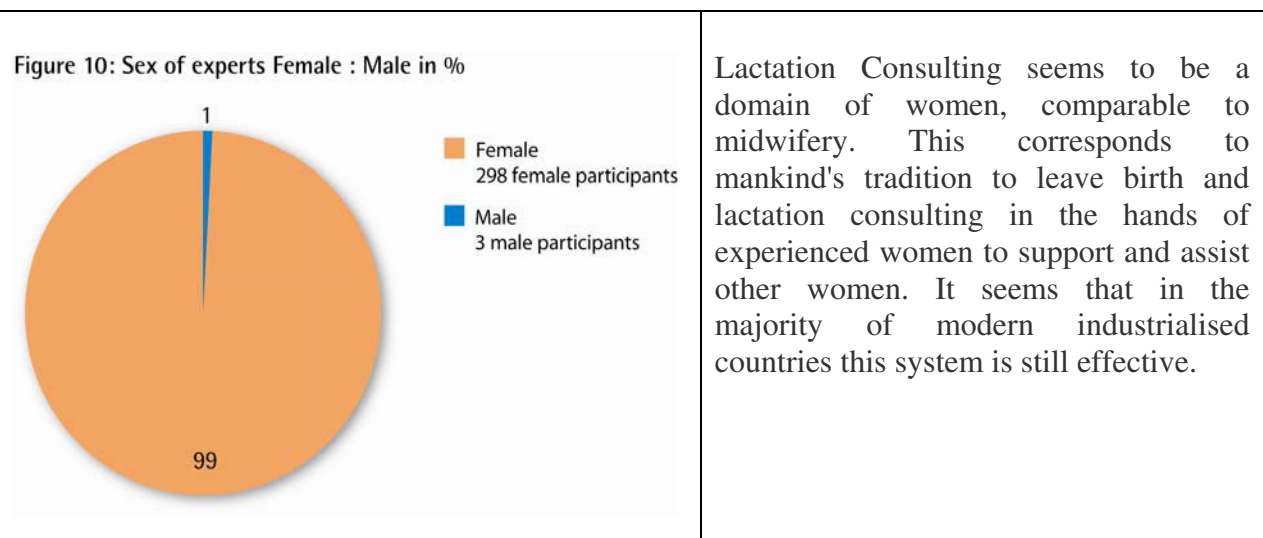 Figure 10: Sex of experts Female : Male in %
1
Female
298 female participants
Male
3 male participants
99
Lactation Consulting seems to be a
domain of women, comparable to
midwifery. This corresponds to
mankind's tradition to leave birth and
lactation consulting in the hands of
experienced women to support and assist
other women. It seems that in the
majority of modern industrialised
countries this system is still effective.